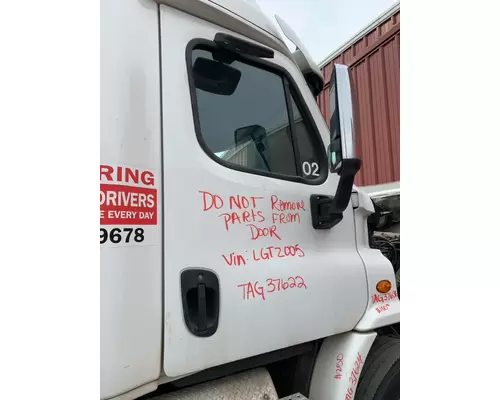 RING
DRIVERS
E EVERY DAY
9678
02
DO NOT Remove
PARTS FROM
DOOR
Vin: LGT2005
TAG 37622